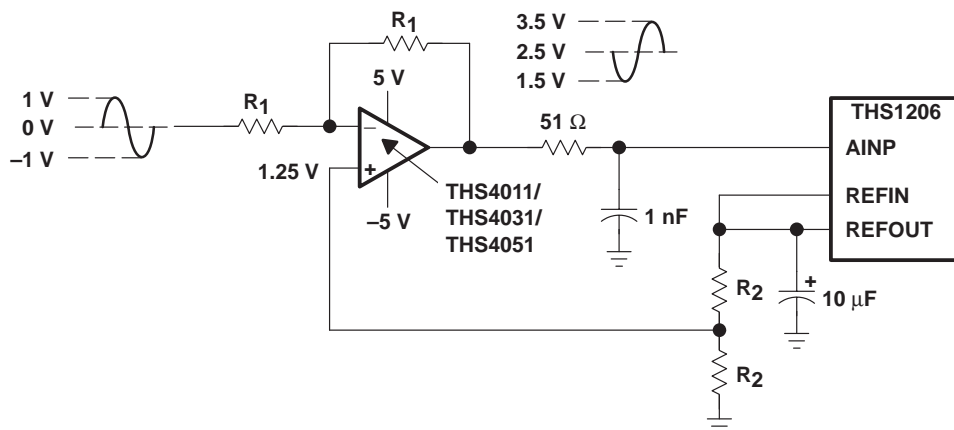 R1
3.5 V
2.5 V
1.5 V
5 V
1 V
0 V
–1 V
R1
THS1206
51 Ω
–
+
AINP
1.25 V
THS4011/
THS4031/
THS4051
–5 V
1 nF
REFIN
REFOUT
R2
+
10 μF
R2